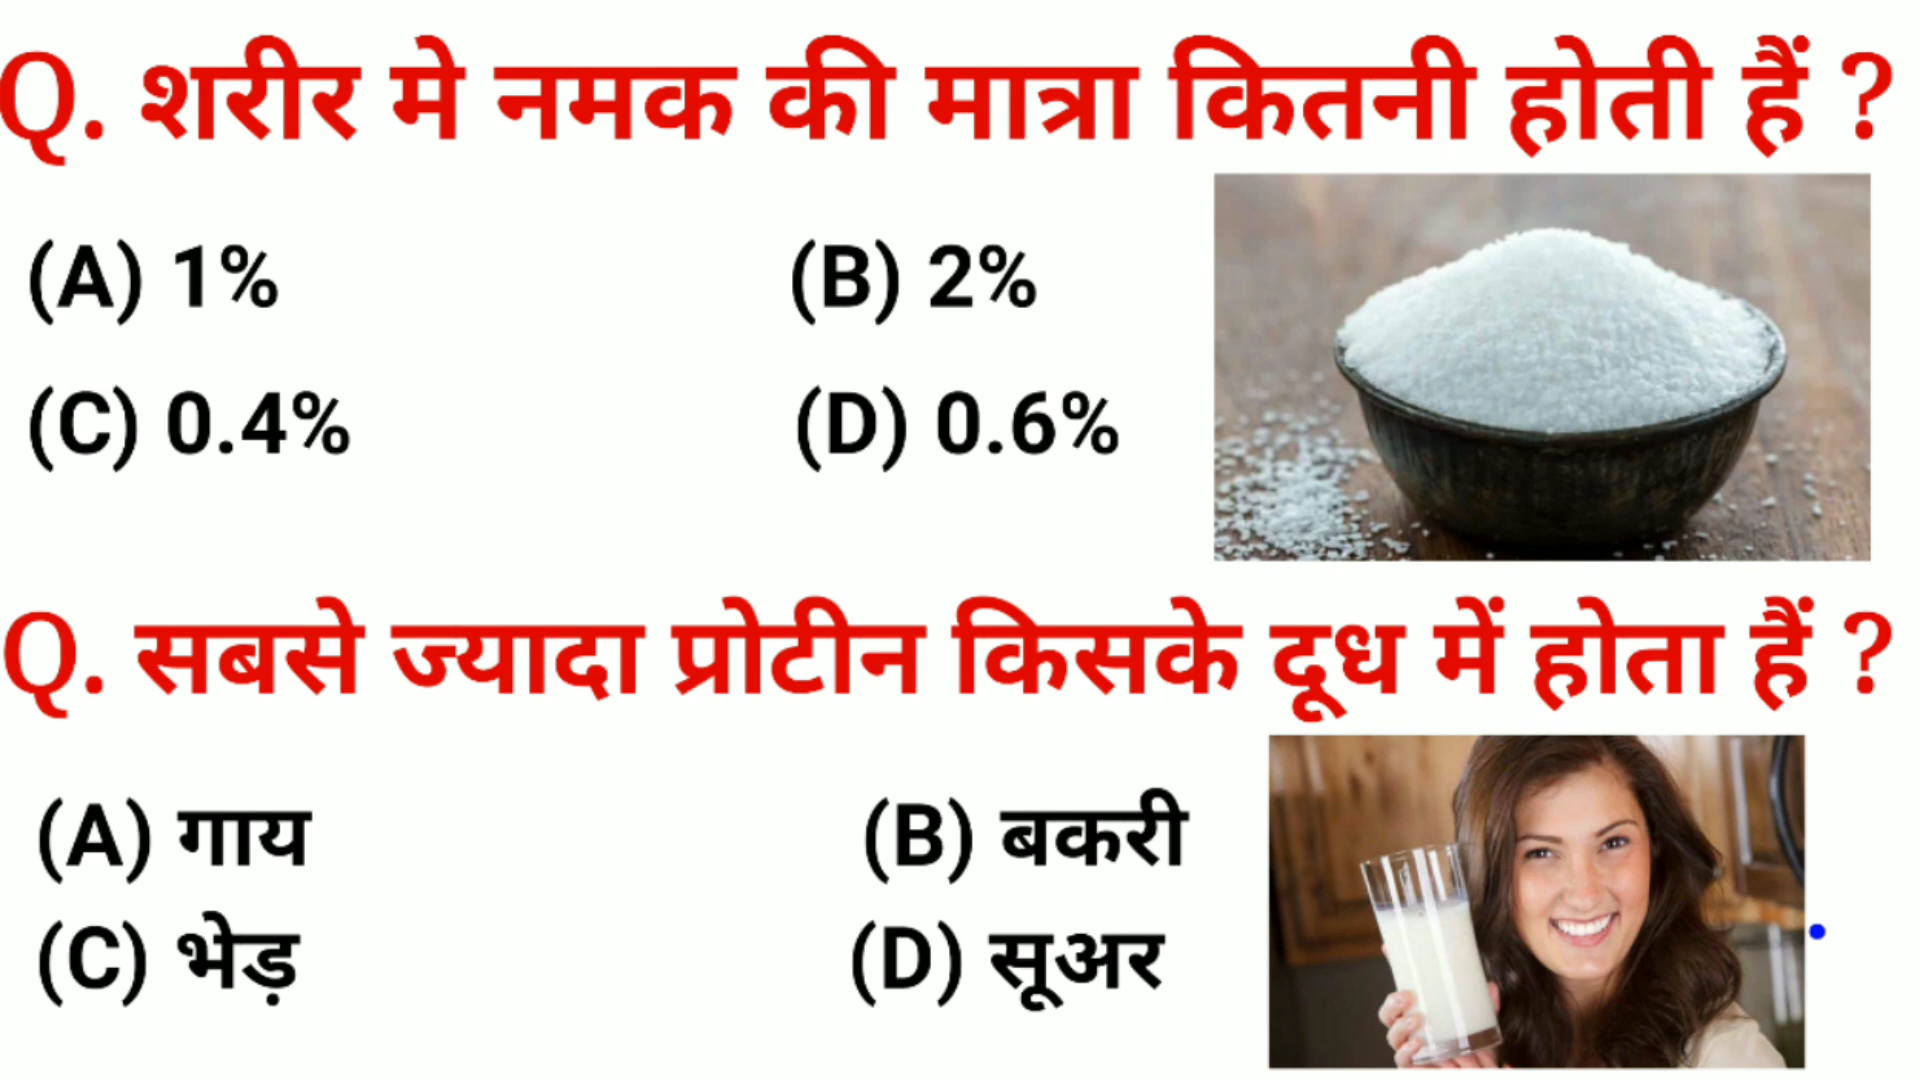 Q. शरीर मे नमक की मात्रा कितनी होती हैं ?
(A) 1% (B) 2%
(C) 0.4% (D) 0.6%
Q. सबसे ज्यादा प्रोटीन किसके दूध में होता हैं ?
(A) गाय (B) बकरी
(C) भेड़ (D) सूअर